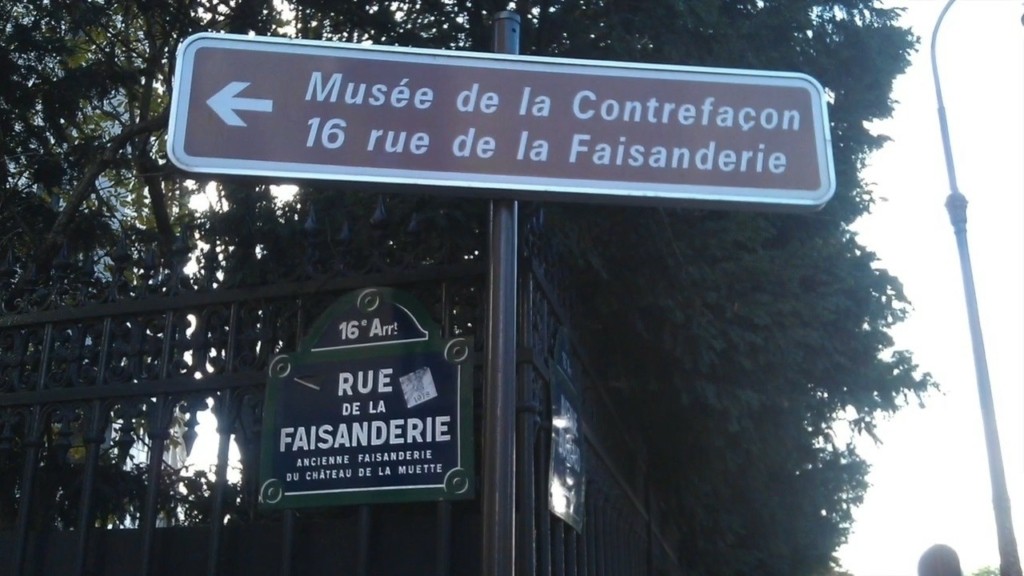 Musée de la Contrefaçon
16 rue de la Faisanderie
16e Arrt
RUE
DE LA
FAISANDERIE
ANCIENNE FAISANDERIE
DU CHÂTEAU DE LA MUETTE